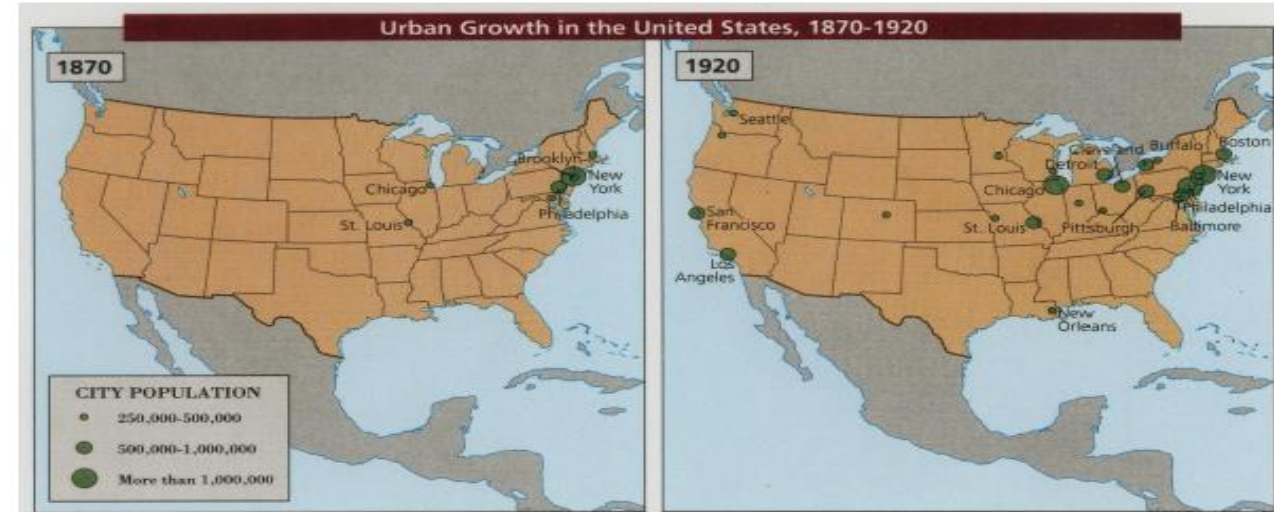 Urban Growth in the United States, 1870-1920
1870
Brooklyn
New
York
Chicago
Philadelphia
St. Louis
CITY POPULATION
250,000-500,000
500,000-1,000,000
More than 1,000,000
1920
Seattle
Cleveland
Buffalo
Boston
Detroit
Chicago
New
York
Philadelphia
San
Francisco
St. Louis
Pittsburgh
Baltimore
Los
Angeles
New
Orleans